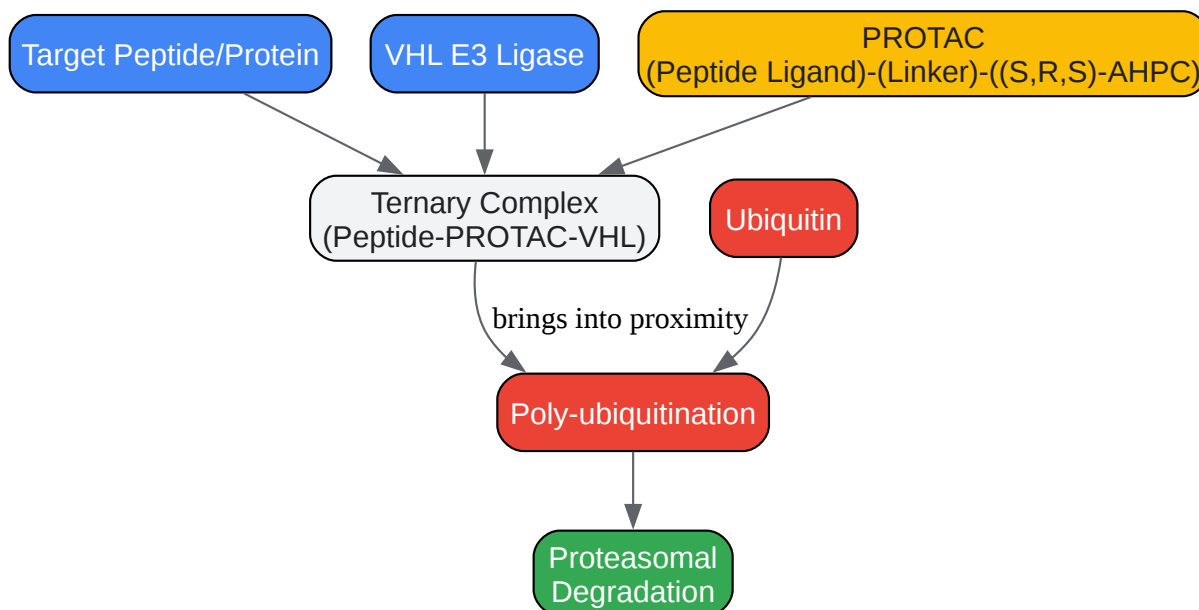 Target Peptide/Protein
VHL E3 Ligase
PROTAC
(Peptide Ligand)-(Linker)-((S,R,S)-AHPC)
Ternary Complex
(Peptide-PROTAC-VHL)
Ubiquitin
brings into proximity
Poly-ubiquitination
Proteasomal
Degradation